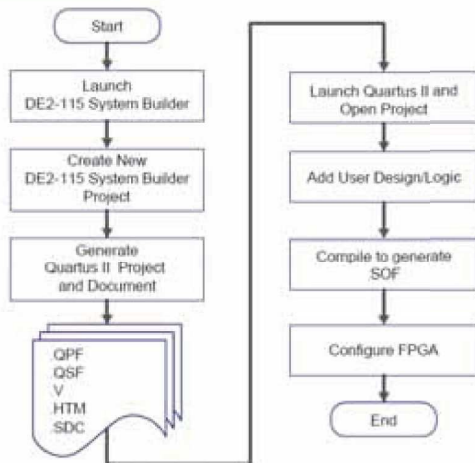 Start
Launch
DE2-115 System Builder
Create New
DE2-115 System Builder
Project
Generate
Quartus II Project
and Document
QPF
QSF
V
HTM
SDC
Launch Quartus II and
Open Project
Add User Design/Logic
Compile to generate
SOF
Configure FPGA
End